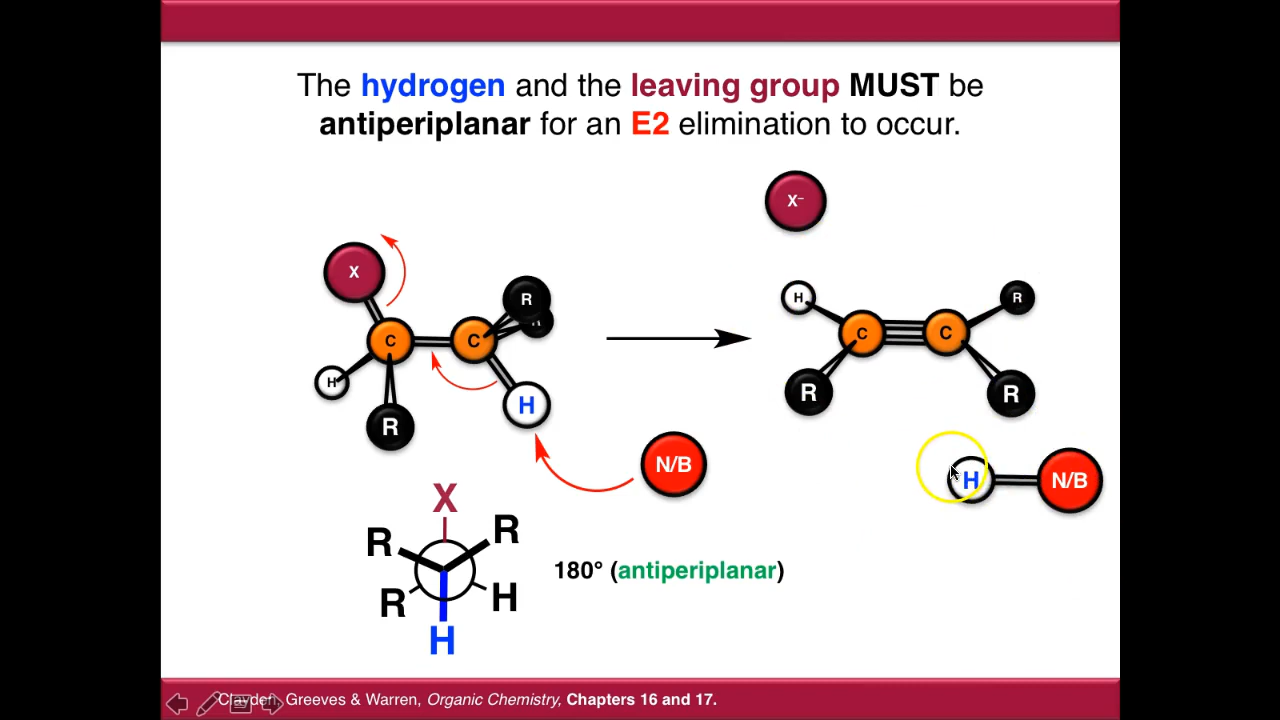 The hydrogen and the leaving group MUST be
antiperiplanar for an E2 elimination to occur.
X⁻
X
R
H
C
C
H
R
H
R
H
C
C
R
R
R
N/B
H
N/B
X
R
R
R
H
H
180° (antiperiplanar)
Clayden, Greeves & Warren, Organic Chemistry, Chapters 16 and 17.